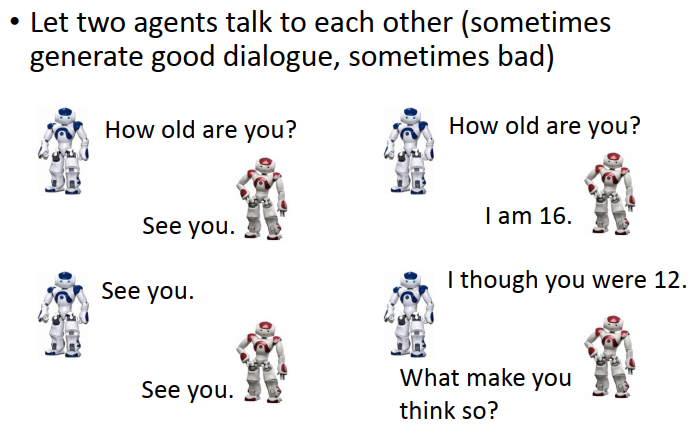 • Let two agents talk to each other (sometimes
generate good dialogue, sometimes bad)
How old are you?
See you.
See you.
See you.
How old are you?
I am 16.
I though you were 12.
What make you
think so?